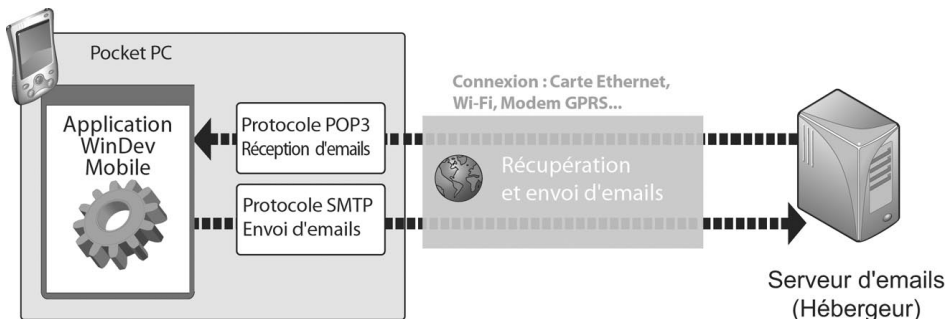 Pocket PC
Application
WinDev
Mobile
Protocole POP3
Réception d'emails
Protocole SMTP
Envoi d'emails
Connexion : Carte Ethernet,
Wi-Fi, Modem GPRS...
Récupération
et envoi d'emails
Serveur d'emails
(Hébergeur)